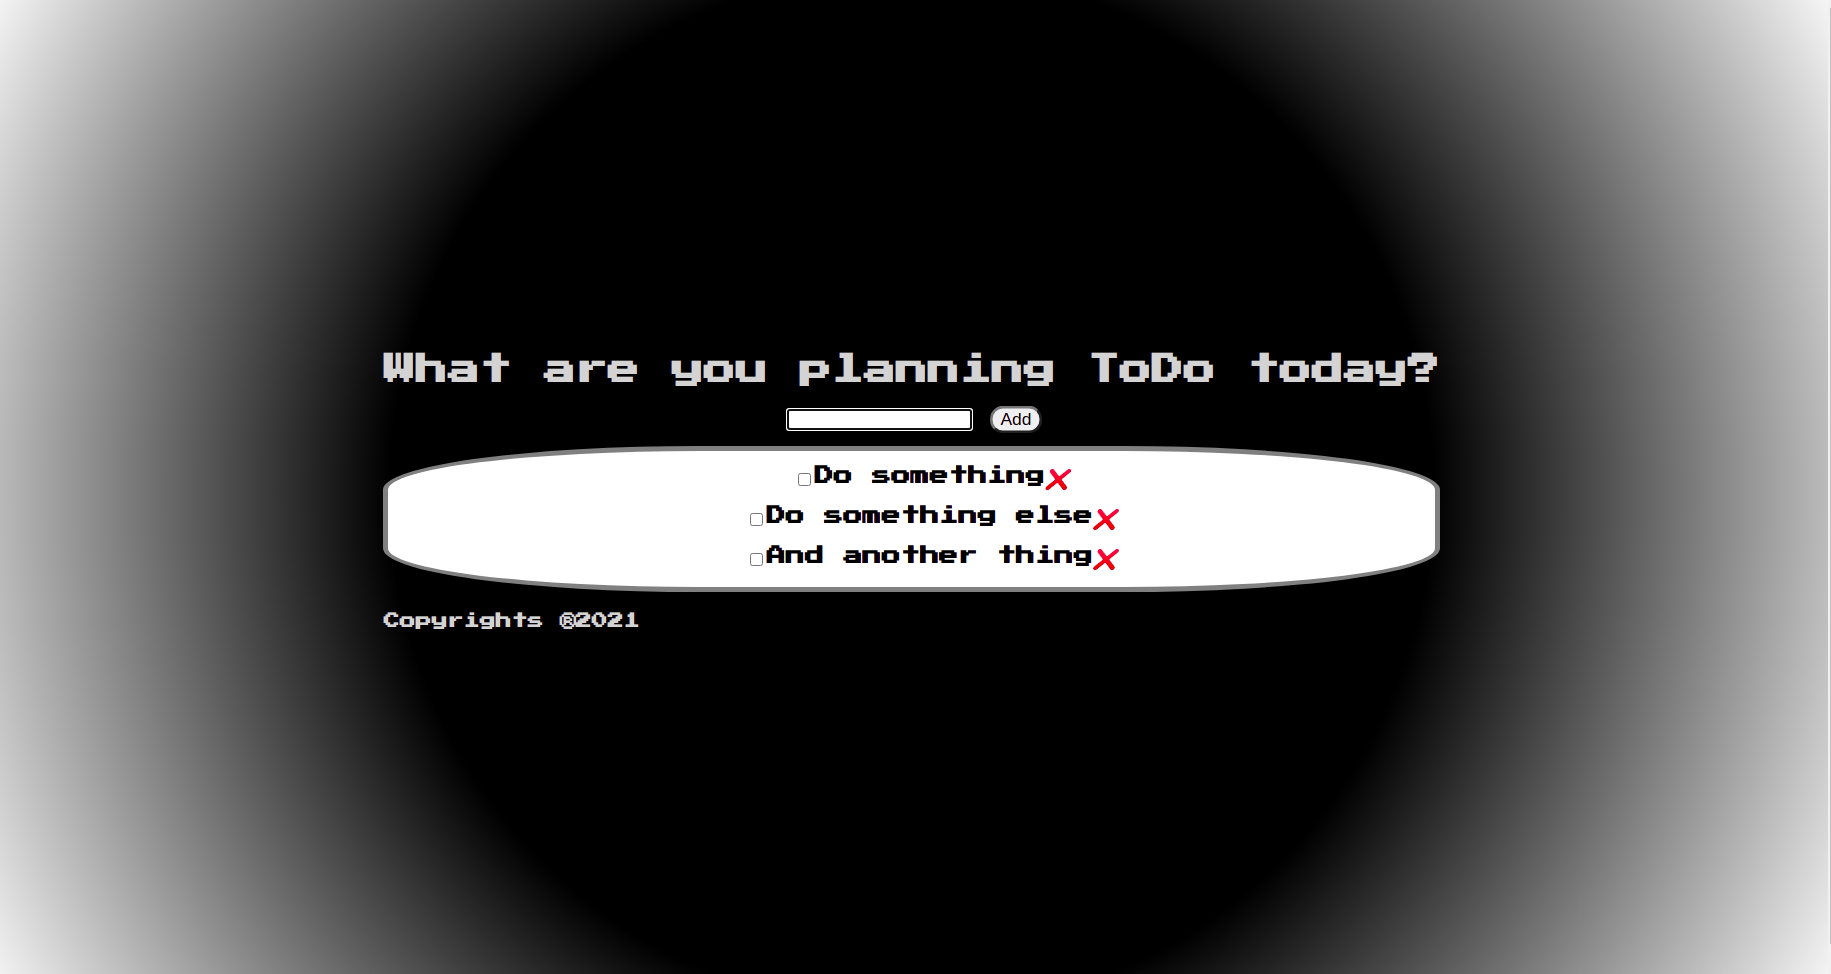 What are you planning ToDo today?
Add
Do something
Do something else
And another thing
Copyrights ®2021